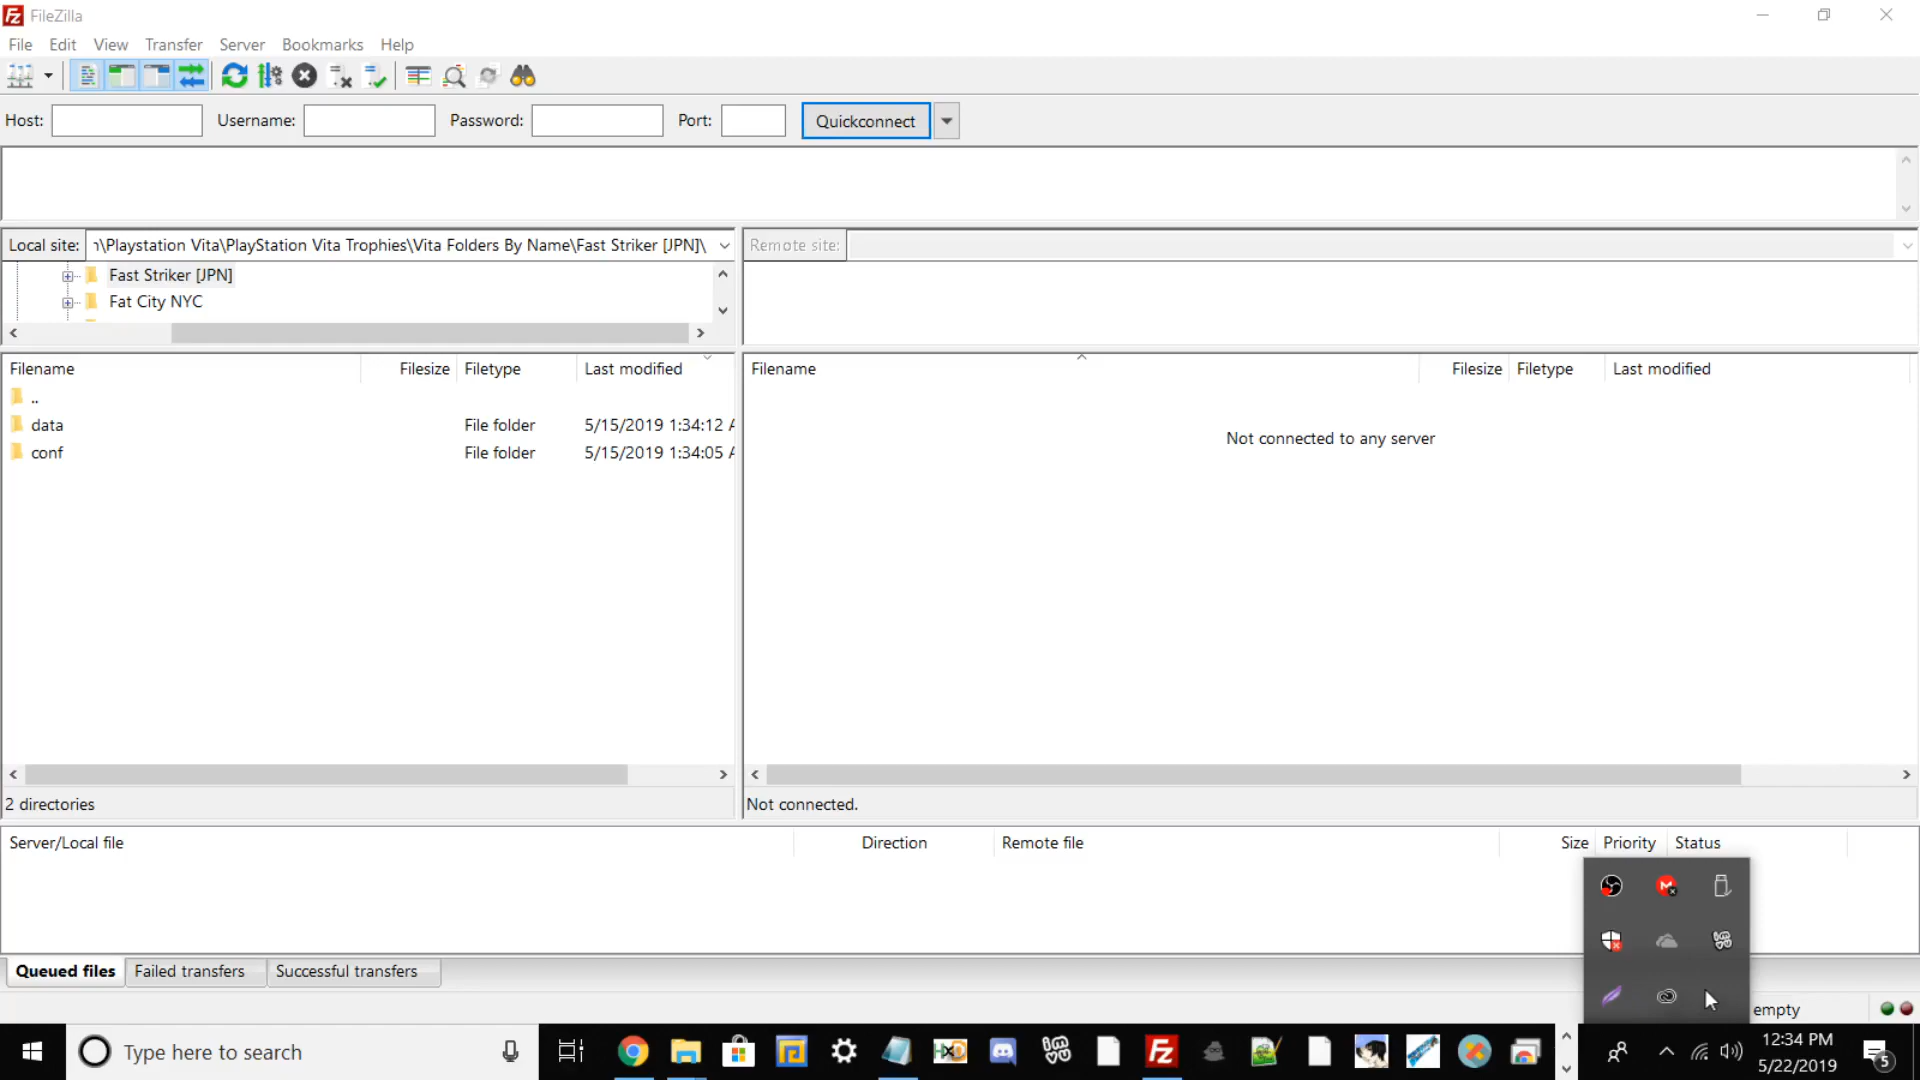 FileZilla
File Edit View Transfer Server Bookmarks Help
Host: Username: Password: Port: Quickconnect
Local site: \Playstation Vita\PlayStation Vita Trophies\Vita Folders By Name\Fast Striker [JPN]\ Remote site:
Fast Striker [JPN]
Fat City NYC
Filename Filesize Filetype Last modified Filename Filesize Filetype Last modified
..
data File folder 5/15/2019 1:34:12 A
Not connected to any server
conf File folder 5/15/2019 1:34:05 A
2 directories Not connected.
Server/Local file Direction Remote file Size Priority Status
Queued files Failed transfers Successful transfers
empty
Type here to search
12:34 PM
5/22/2019
5